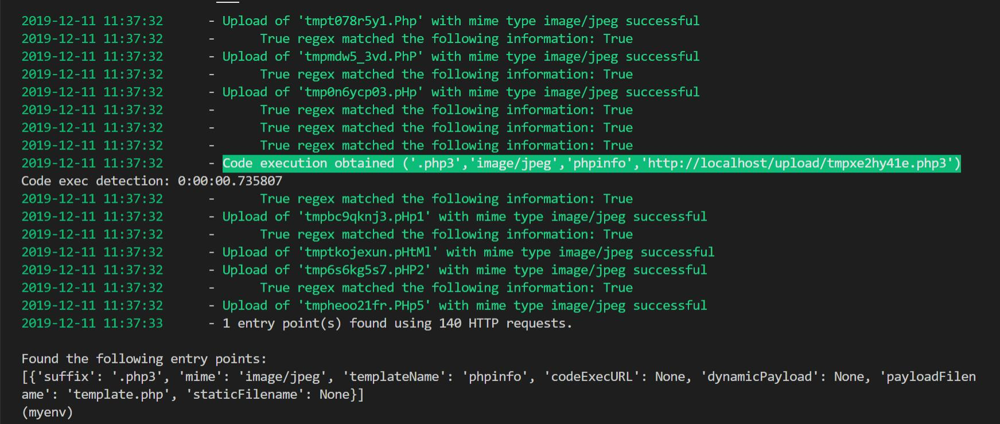 2019-12-11 11:37:32 - Upload of 'tmpt078r5y1.Php' with mime type image/jpeg successful
2019-12-11 11:37:32 - True regex matched the following information: True
2019-12-11 11:37:32 - Upload of 'tmpmdw5_3vd.PhP' with mime type image/jpeg successful
2019-12-11 11:37:32 - True regex matched the following information: True
2019-12-11 11:37:32 - Upload of 'tmp0n6ycp03.pHp' with mime type image/jpeg successful
2019-12-11 11:37:32 - True regex matched the following information: True
2019-12-11 11:37:32 - True regex matched the following information: True
2019-12-11 11:37:32 - True regex matched the following information: True
2019-12-11 11:37:32 - Code execution obtained ('.php3','image/jpeg','phpinfo','http://localhost/upload/tmpxe2hy41e.php3')
Code exec detection: 0:00:00.735807
2019-12-11 11:37:32 - True regex matched the following information: True
2019-12-11 11:37:32 - Upload of 'tmpbc9qknj3.pHp1' with mime type image/jpeg successful
2019-12-11 11:37:32 - True regex matched the following information: True
2019-12-11 11:37:32 - Upload of 'tmptkojexun.pHtMl' with mime type image/jpeg successful
2019-12-11 11:37:32 - Upload of 'tmp6s6kg5s7.pHP2' with mime type image/jpeg successful
2019-12-11 11:37:32 - True regex matched the following information: True
2019-12-11 11:37:32 - Upload of 'tmpheoo21fr.PHp5' with mime type image/jpeg successful
2019-12-11 11:37:33 - 1 entry point(s) found using 140 HTTP requests.
Found the following entry points:
[{'suffix': '.php3', 'mime': 'image/jpeg', 'templateName': 'phpinfo', 'codeExecURL': None, 'dynamicPayload': None, 'payloadFilen
ame': 'template.php', 'staticFilename': None}]
(myenv)